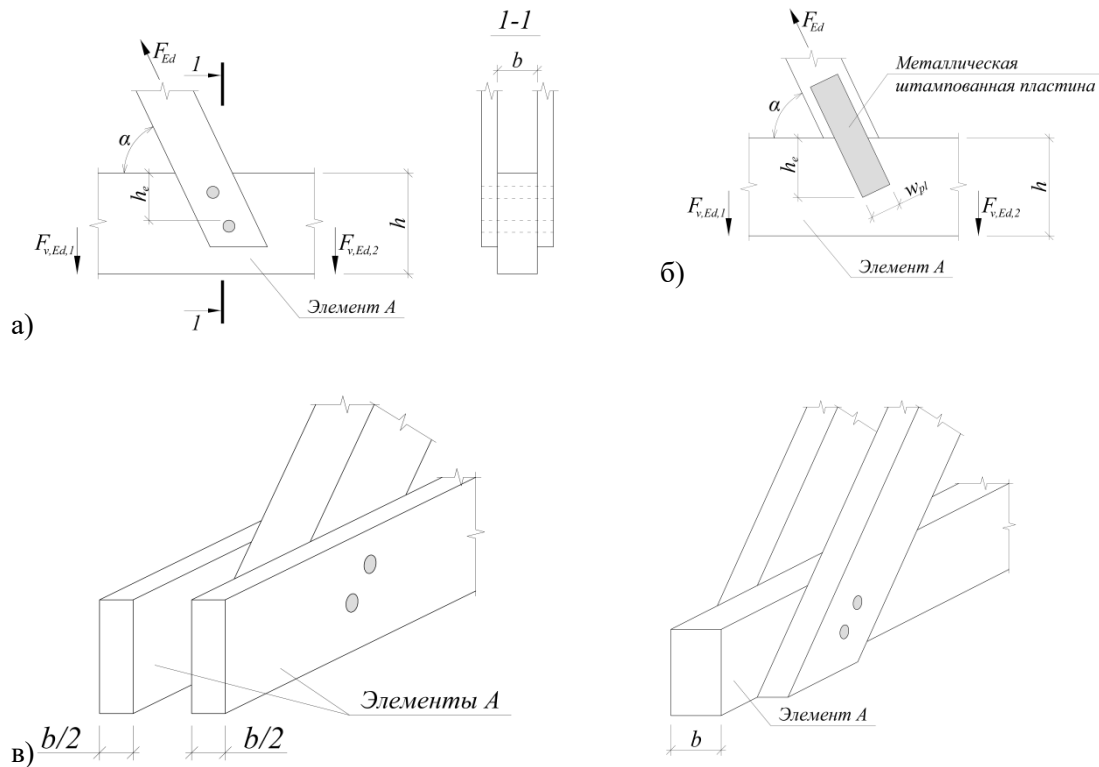 F_Ed
1
α
h_e
F_v,Ed,1
F_v,Ed,2
h
Элемент А
1
а)
1-1
b
F_Ed
Металлическая
штампованная пластина
α
h_e
w_pl
F_v,Ed,1
F_v,Ed,2
h
Элемент А
б)
Элементы А
b/2
b/2
в)
Элемент А
b